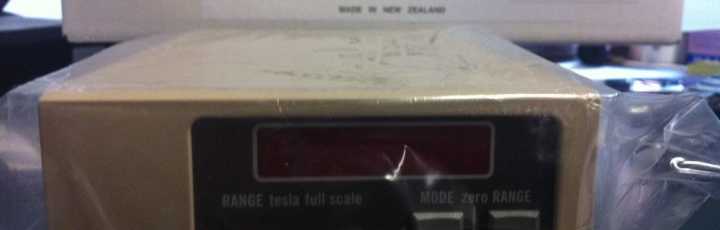 MADE IN NEW ZEALAND
RANGE tesla full scale MODE zero RANGE